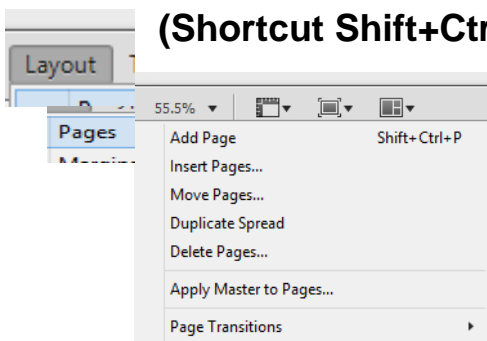 (Shortcut Shift+Ctr
Layout
55.5%
Pages
Add Page Shift+Ctrl+P
Insert Pages...
Move Pages...
Duplicate Spread
Delete Pages...
Apply Master to Pages...
Page Transitions